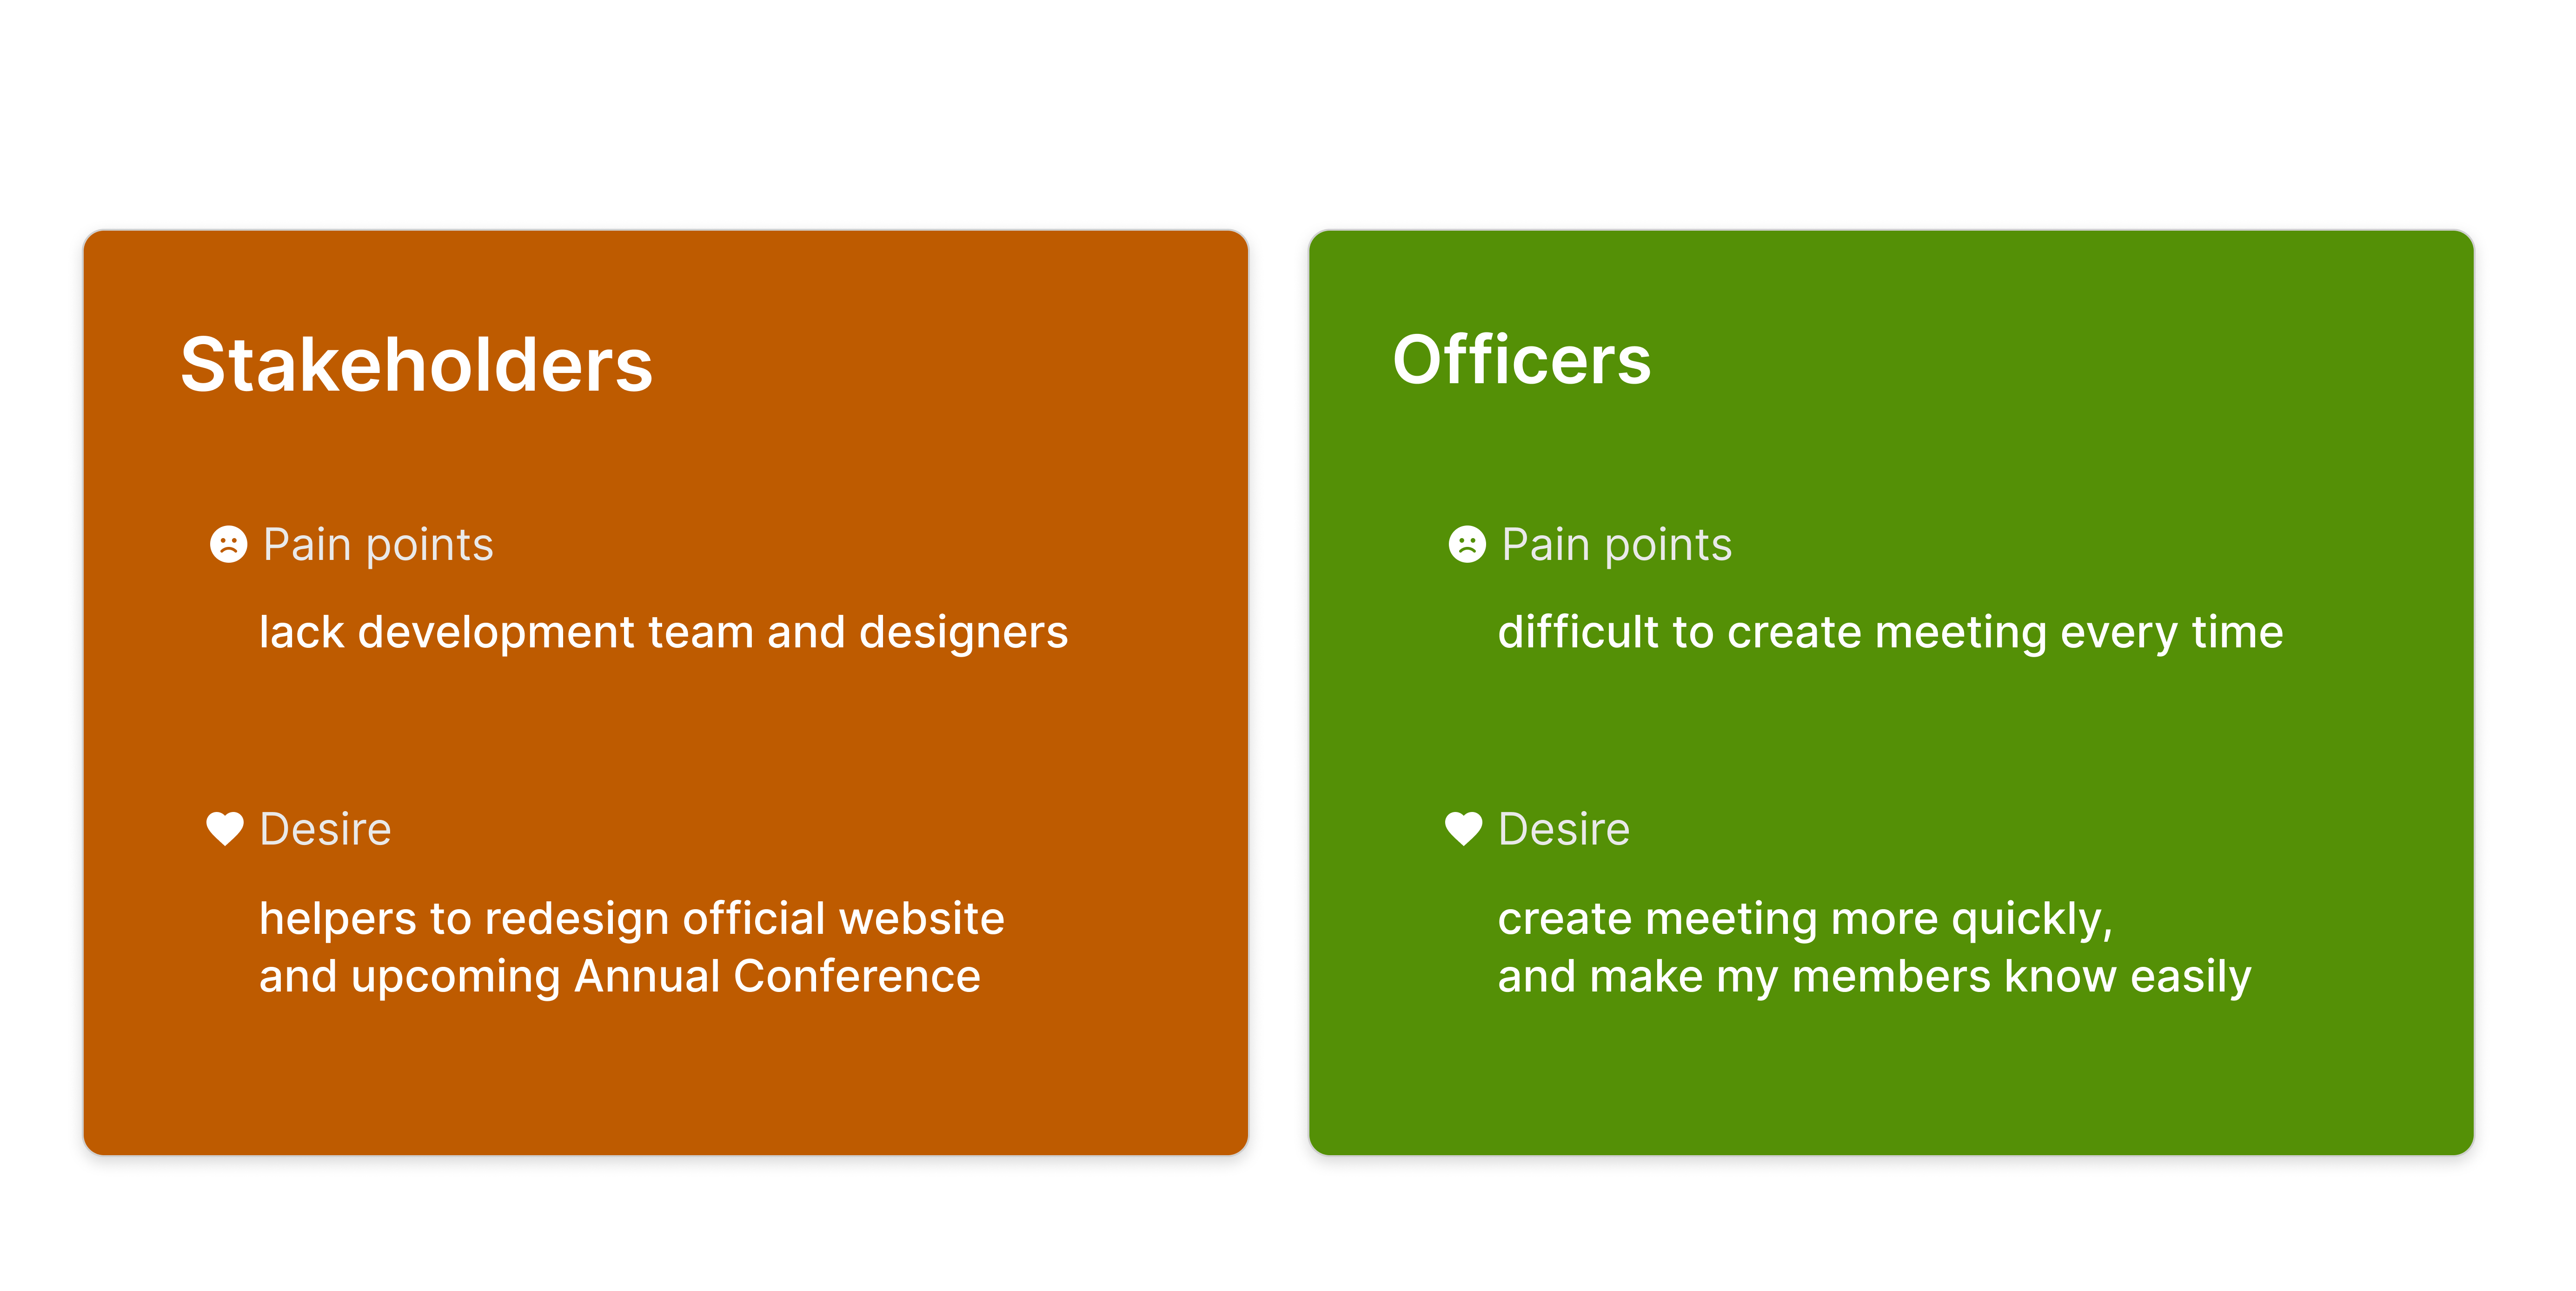 Stakeholders
Pain points
lack development team and designers
Desire
helpers to redesign official website
and upcoming Annual Conference
Officers
Pain points
difficult to create meeting every time
Desire
create meeting more quickly,
and make my members know easily